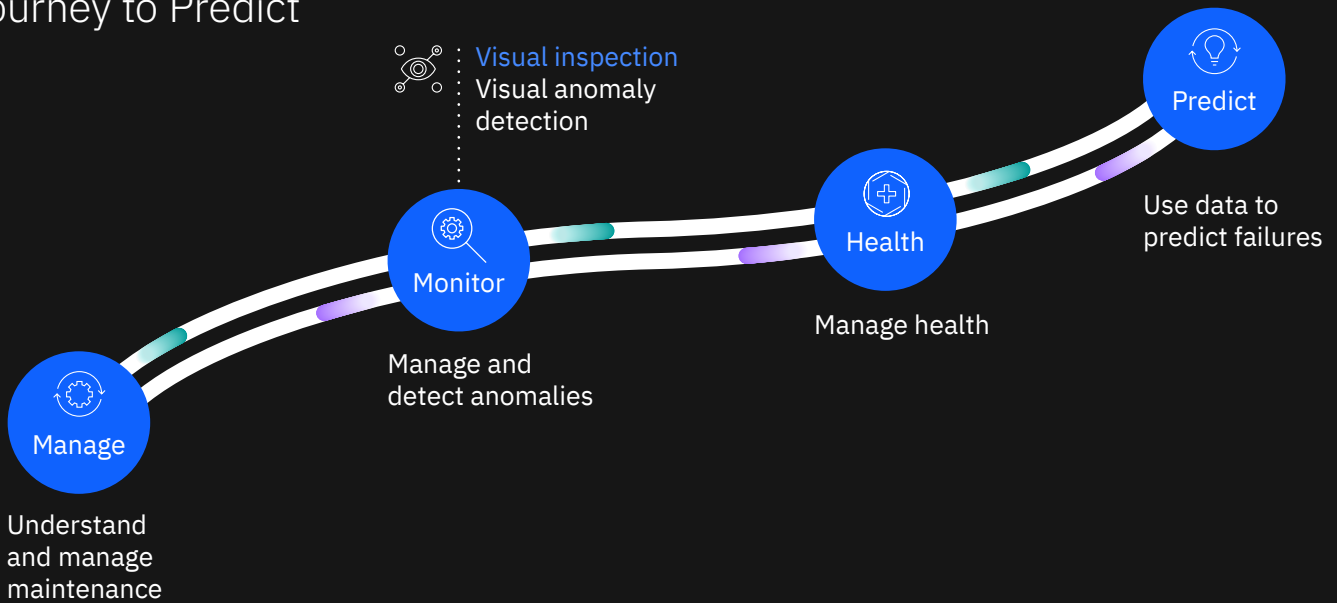 ourney to Predict
Visual inspection
Visual anomaly
detection
Predict
Use data to
predict failures
Health
Manage health
Monitor
Manage and
detect anomalies
Manage
Understand
and manage
maintenance